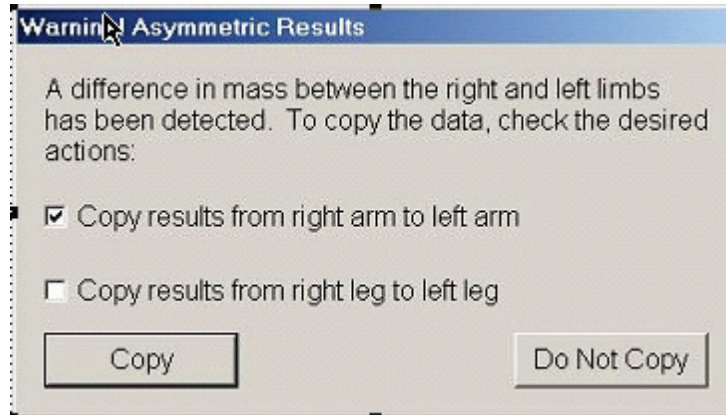 Warning! Asymmetric Results
A difference in mass between the right and left limbs
has been detected. To copy the data, check the desired
actions:
Copy results from right arm to left arm
Copy results from right leg to left leg
Copy
Do Not Copy